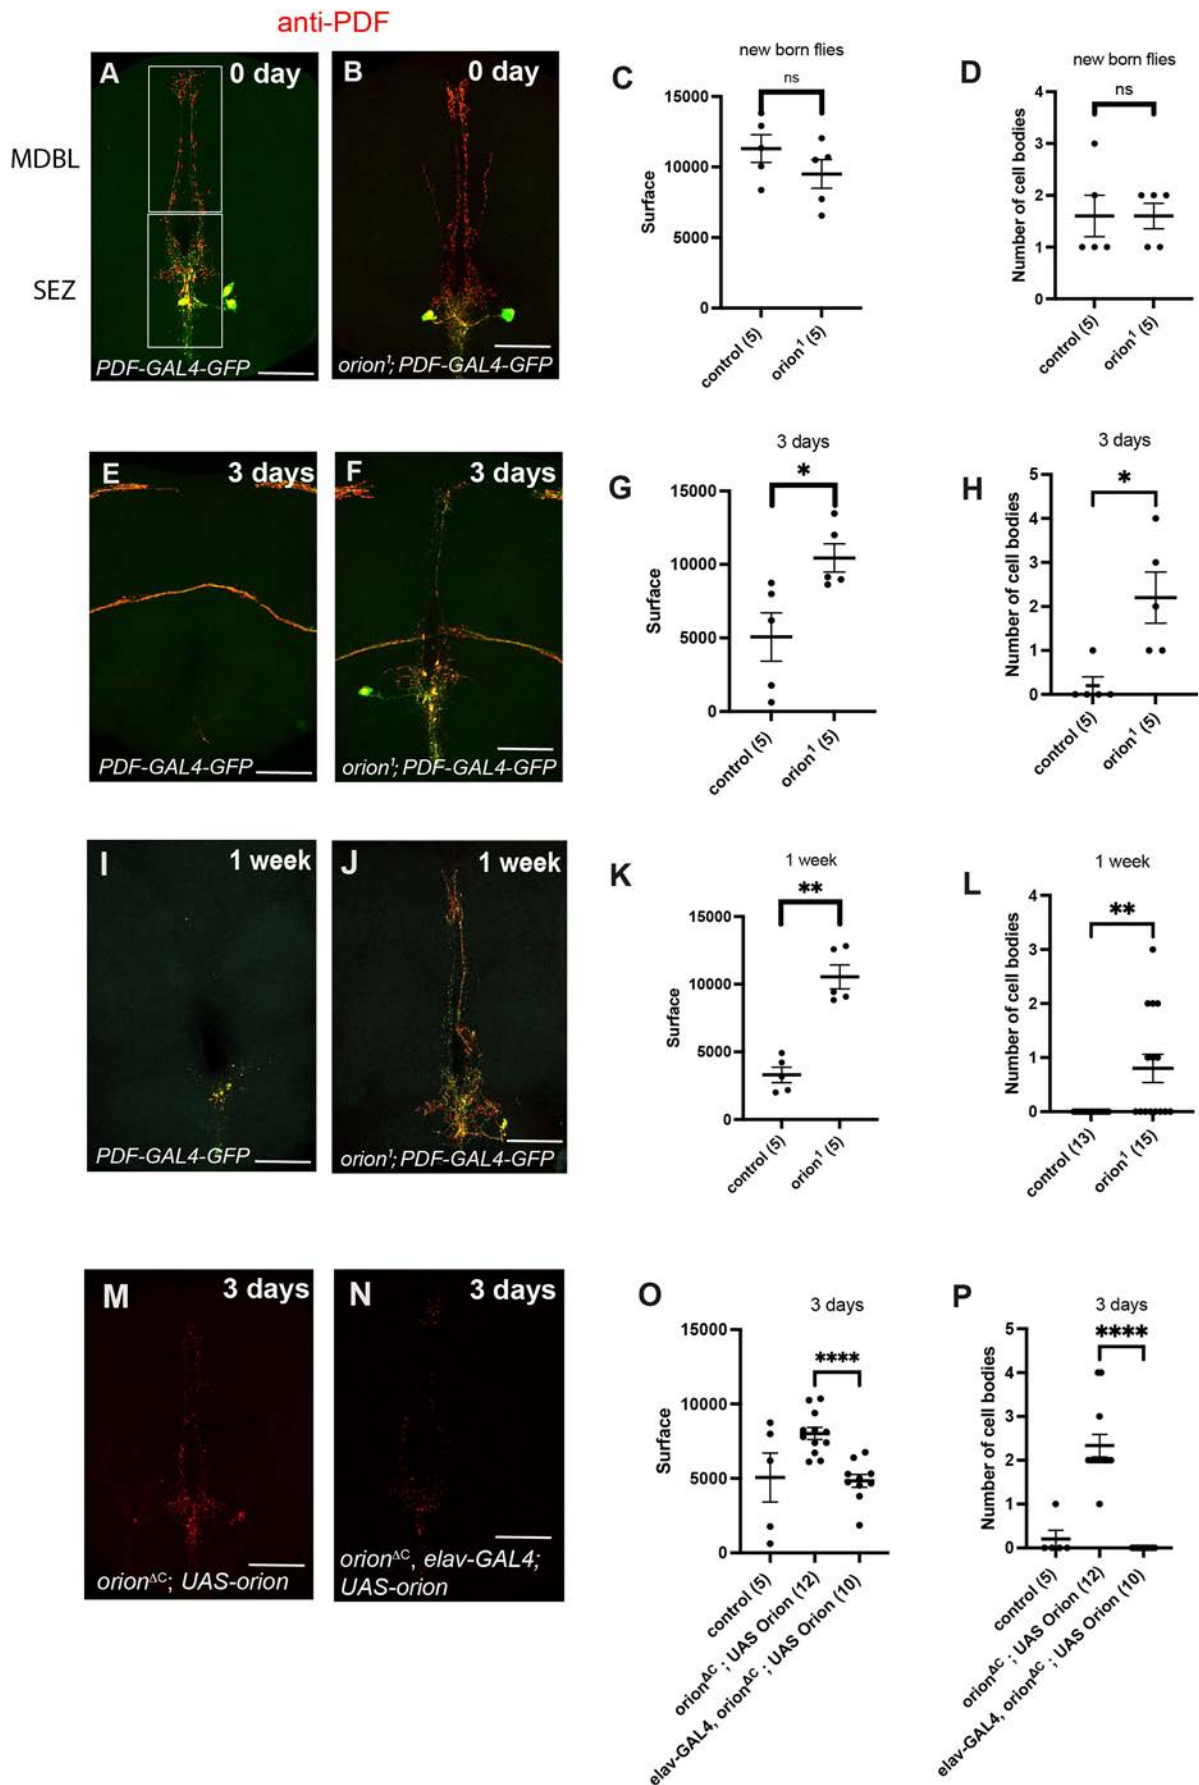 anti-PDF
A
0 day
MDBL
SEZ
PDF-GAL4-GFP
B
0 day
orion¹; PDF-GAL4-GFP
C
new born flies
ns
15000
10000
5000
0
Surface
control (5)
orion¹ (5)
D
new born flies
ns
4
3
2
1
0
Number of cell bodies
control (5)
orion¹ (5)
E
3 days
PDF-GAL4-GFP
F
3 days
orion¹; PDF-GAL4-GFP
G
3 days
*
15000
10000
5000
0
Surface
control (5)
orion¹ (5)
H
3 days
*
5
4
3
2
1
0
Number of cell bodies
control (5)
orion¹ (5)
I
1 week
PDF-GAL4-GFP
J
1 week
orion¹; PDF-GAL4-GFP
K
1 week
**
15000
10000
5000
0
Surface
control (5)
orion¹ (5)
L
1 week
**
4
3
2
1
0
Number of cell bodies
control (13)
orion¹ (15)
M
3 days
orionᐃC; UAS-orion
N
3 days
orionᐃC, elav-GAL4;
UAS-orion
O
3 days
****
15000
10000
5000
0
Surface
control (5)
orionᐃC ; UAS Orion (12)
elav-GAL4, orionᐃC ; UAS Orion (10)
P
3 days
****
5
4
3
2
1
0
Number of cell bodies
control (5)
orionᐃC ; UAS Orion (12)
elav-GAL4, orionᐃC ; UAS Orion (10)